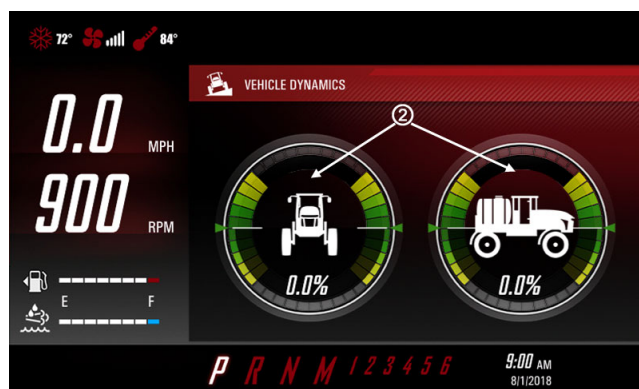 72° 84°
VEHICLE DYNAMICS
②
0.0 MPH
900 RPM
0.0% 0.0%
E F
P R N M 1 2 3 4 5 6
9:00 AM
8/1/2018